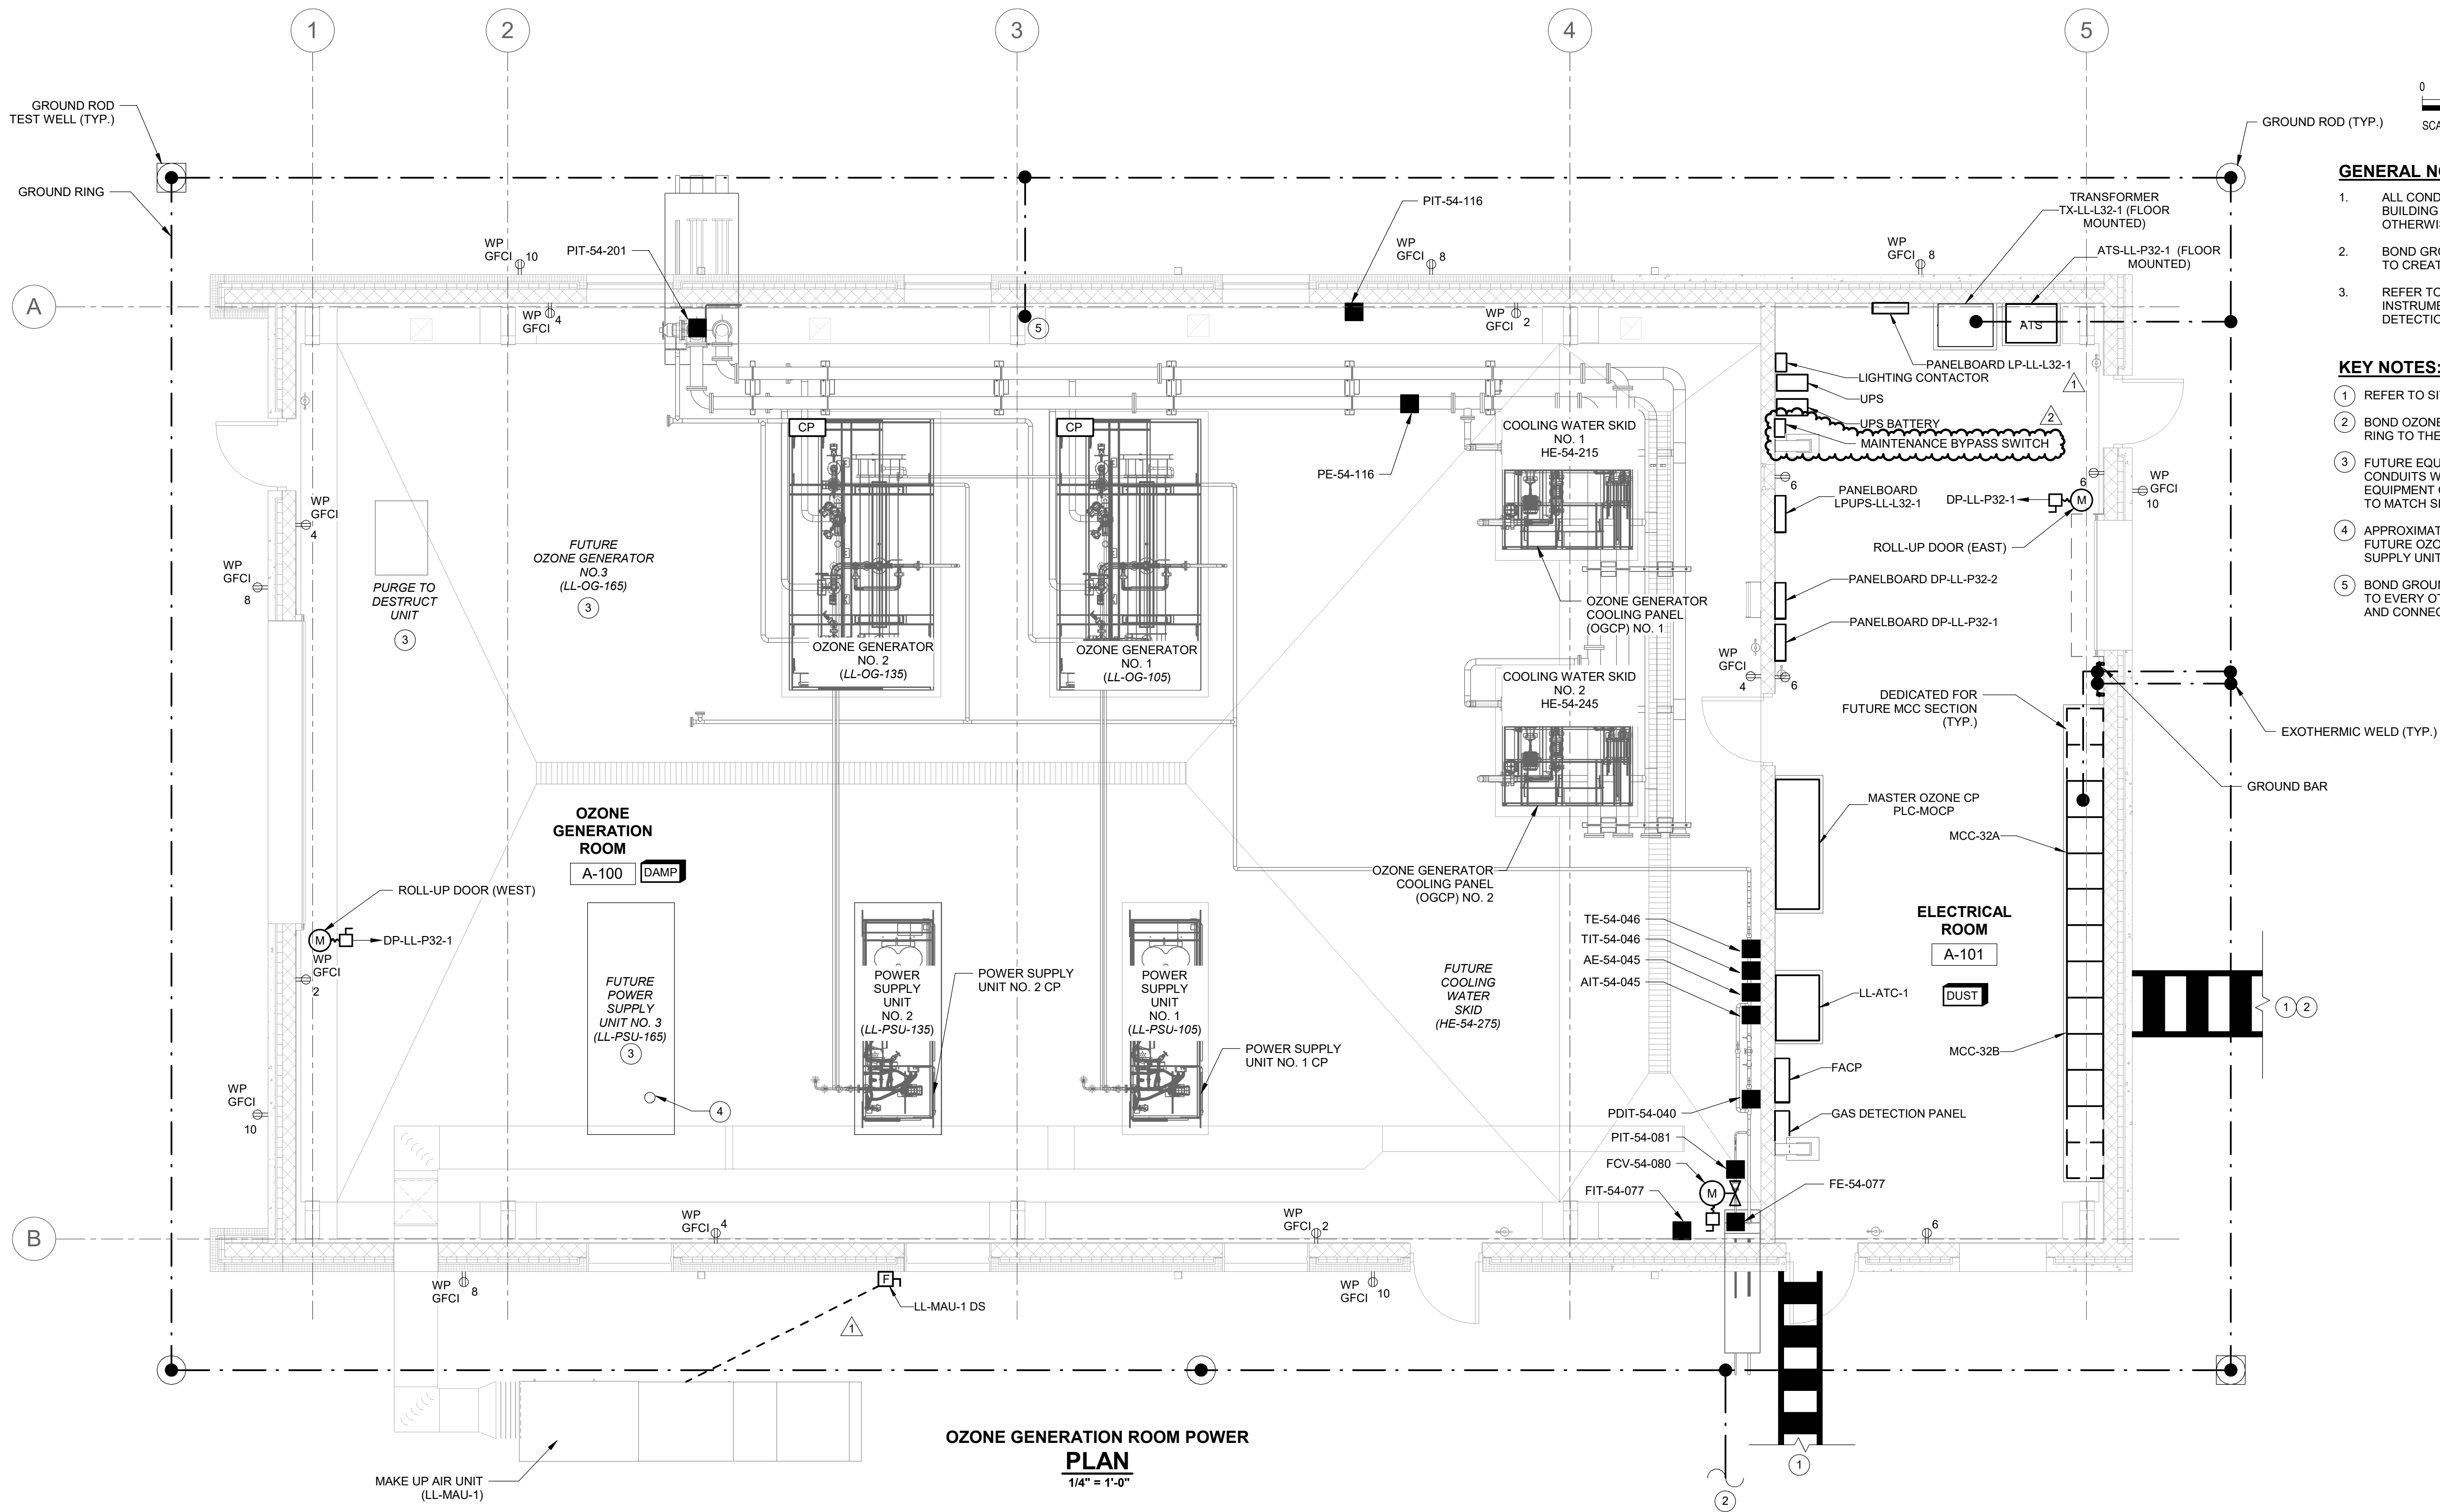 1
2
3
4
5
A
B
GROUND ROD
TEST WELL (TYP.)
GROUND RING
GROUND ROD (TYP.)
0
PIT-54-201
PIT-54-116
PE-54-116
WP
GFCI
10
WP
GFCI
4
WP
GFCI
8
WP
GFCI
2
WP
GFCI
8
5
TRANSFORMER
TX-LL-L32-1 (FLOOR
MOUNTED)
ATS-LL-P32-1 (FLOOR
MOUNTED)
ATS
PANELBOARD LP-LL-L32-1
1
LIGHTING CONTACTOR
UPS
UPS BATTERY
2
MAINTENANCE BYPASS SWITCH
6
PANELBOARD
LPUPS-LL-L32-1
DP-LL-P32-1
6
M
WP
GFCI
10
ROLL-UP DOOR (EAST)
PANELBOARD DP-LL-P32-2
PANELBOARD DP-LL-P32-1
WP
GFCI
4
6
DEDICATED FOR
FUTURE MCC SECTION
(TYP.)
EXOTHERMIC WELD (TYP.)
GROUND BAR
MASTER OZONE CP
PLC-MOCP
MCC-32A
ELECTRICAL
ROOM
A-101
DUST
LL-ATC-1
MCC-32B
FACP
GAS DETECTION PANEL
1
2
CP
CP
WP
GFCI
4
WP
GFCI
8
PURGE TO
DESTRUCT
UNIT
3
FUTURE
OZONE GENERATOR
NO.3
(LL-OG-165)
3
OZONE GENERATOR
NO. 2
(LL-OG-135)
OZONE GENERATOR
NO. 1
(LL-OG-105)
COOLING WATER SKID
NO. 1
HE-54-215
OZONE GENERATOR
COOLING PANEL
(OGCP) NO. 1
COOLING WATER SKID
NO. 2
HE-54-245
OZONE GENERATOR
COOLING PANEL
(OGCP) NO. 2
OZONE
GENERATION
ROOM
A-100
DAMP
ROLL-UP DOOR (WEST)
M
DP-LL-P32-1
WP
GFCI
2
FUTURE
POWER
SUPPLY
UNIT NO. 3
(LL-PSU-165)
3
4
POWER
SUPPLY
UNIT
NO. 2
(LL-PSU-135)
POWER SUPPLY
UNIT NO. 2 CP
POWER
SUPPLY
UNIT
NO. 1
(LL-PSU-105)
POWER SUPPLY
UNIT NO. 1 CP
FUTURE
COOLING
WATER
SKID
(HE-54-275)
TE-54-046
TIT-54-046
AE-54-045
AIT-54-045
PDIT-54-040
PIT-54-081
FCV-54-080
M
FIT-54-077
FE-54-077
WP
GFCI
10
WP
GFCI
4
WP
GFCI
2
6
WP
GFCI
8
F
LL-MAU-1 DS
1
WP
GFCI
10
MAKE UP AIR UNIT
(LL-MAU-1)
1
2
OZONE GENERATION ROOM POWER
PLAN
1/4" = 1'-0"
GENERAL
1. ALL
BUILDING
2. BOND
TO
3. REFER TO
KEY NOTES:
1 REFER TO
2 BOND
RING TO THE
3 FUTURE
CONDUITS
EQUIPMENT
TO MATCH
4
FUTURE
SUPPLY
5 BOND
TO EVERY
AND